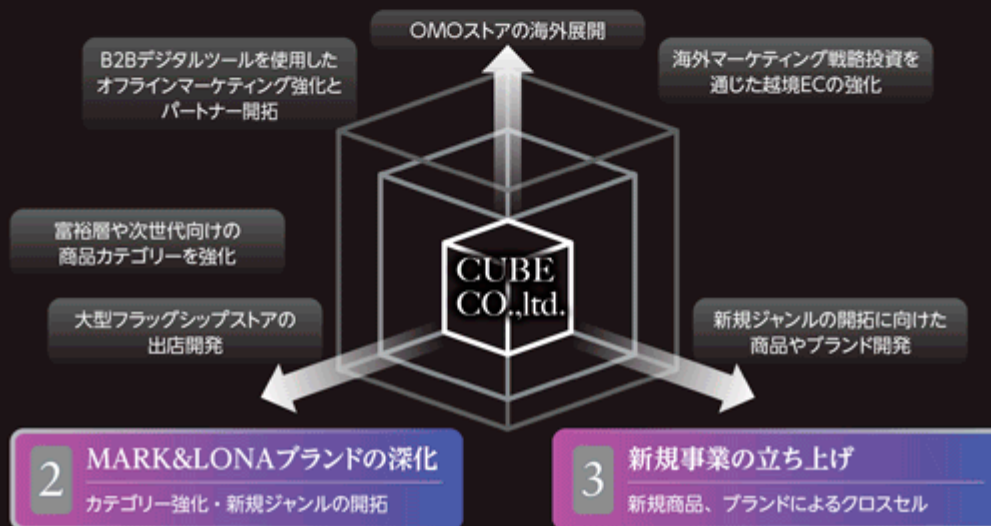 OMOストアの海外展開
B2Bデジタルツールを使用した
オフラインマーケティング強化と
パートナー開拓
海外マーケティング戦略投資を
通じた越境ECの強化
富裕層や次世代向けの
商品カテゴリーを強化
CUBE
CO.,ltd.
大型フラッグシップストアの
出店開発
新規ジャンルの開拓に向けた
商品やブランド開発
2
MARK&LONAブランドの深化
カテゴリー強化・新規ジャンルの開拓
3
新規事業の立ち上げ
新規商品、ブランドによるクロスセル